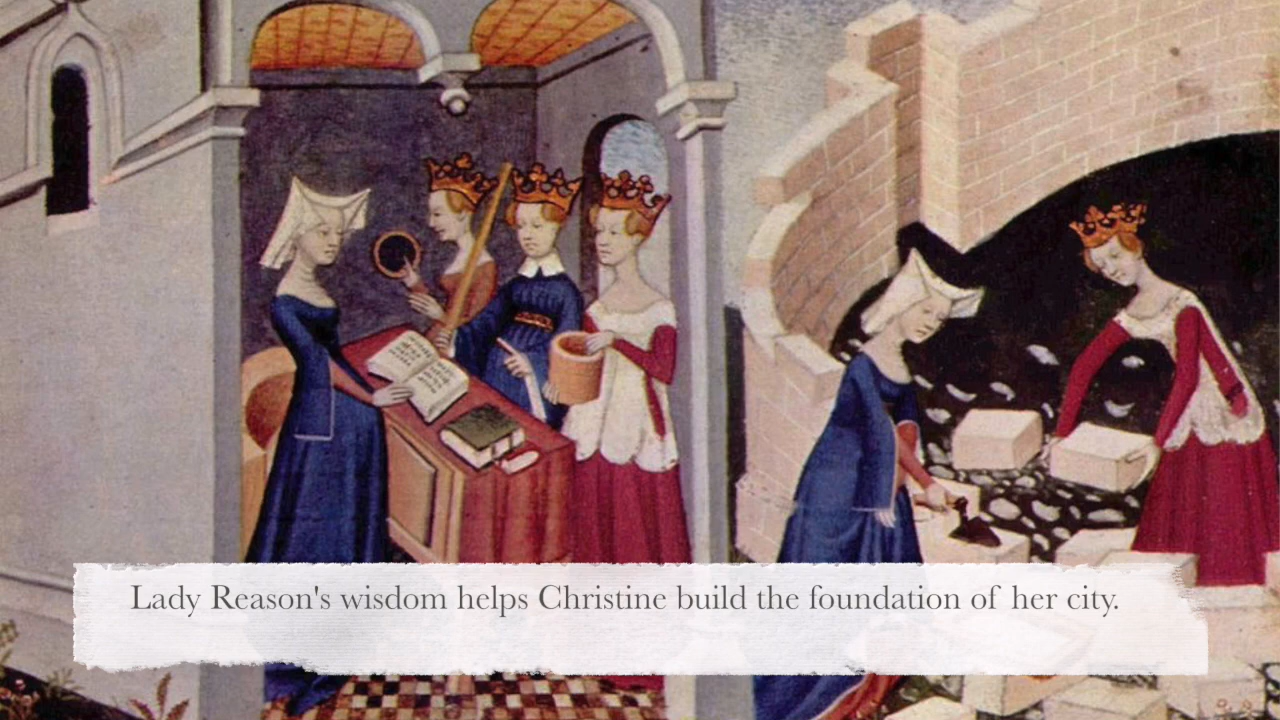 Lady Reason's wisdom helps Christine build the foundation of her city.